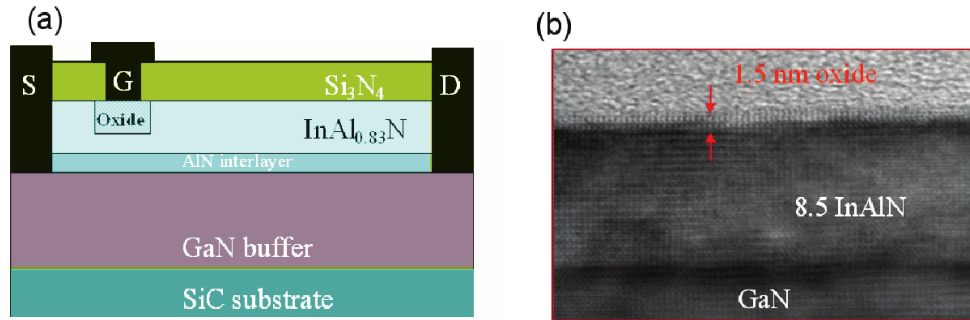 (a)
S
G
D
Si₃N₄
Oxide
InAl₀.₈₃N
AlN interlayer
GaN buffer
SiC substrate
(b)
1.5 nm oxide
8.5 InAlN
GaN